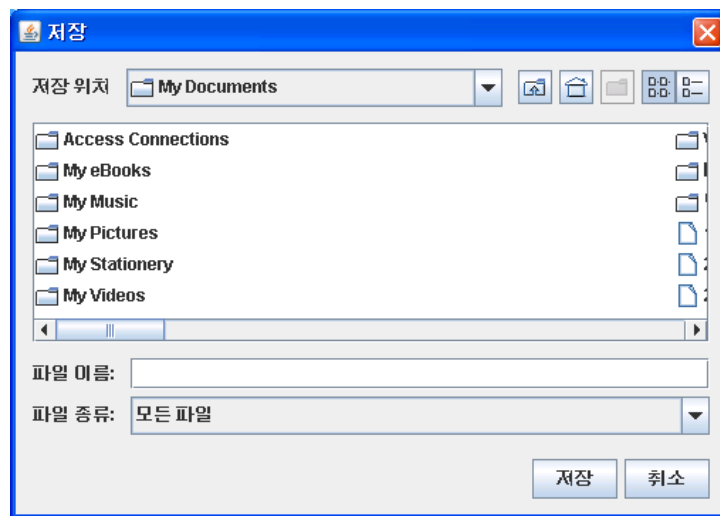 저장
저장 위치 My Documents
Access Connections
My eBooks
My Music
My Pictures
My Stationery
My Videos
파일 이름:
파일 종류: 모든 파일
저장 취소